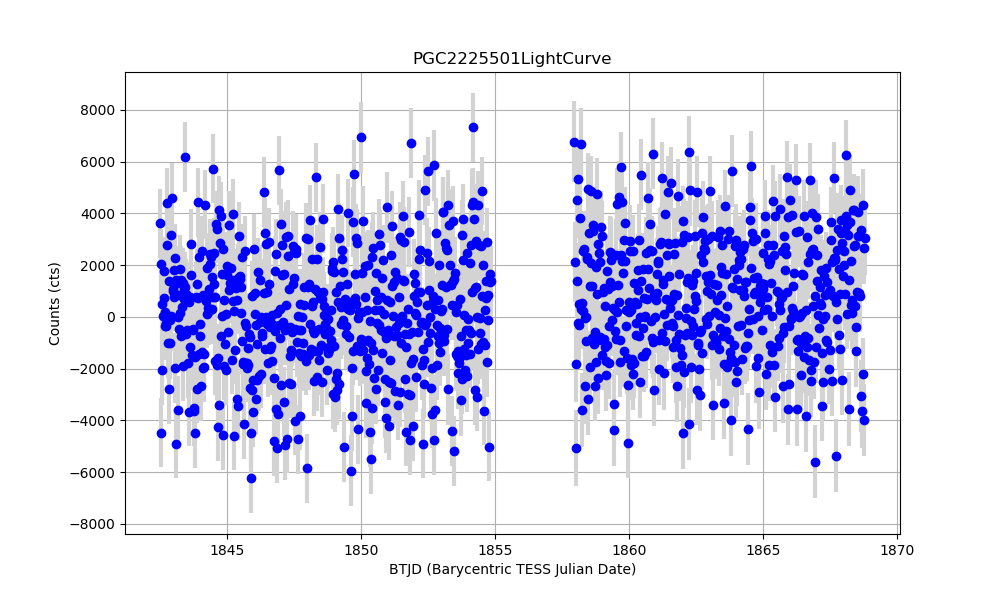 PGC2225501LightCurve
Counts (cts)
8000
6000
4000
2000
0
−2000
−4000
−6000
−8000
1845 1850 1855 1860 1865 1870
BTJD (Barycentric TESS Julian Date)